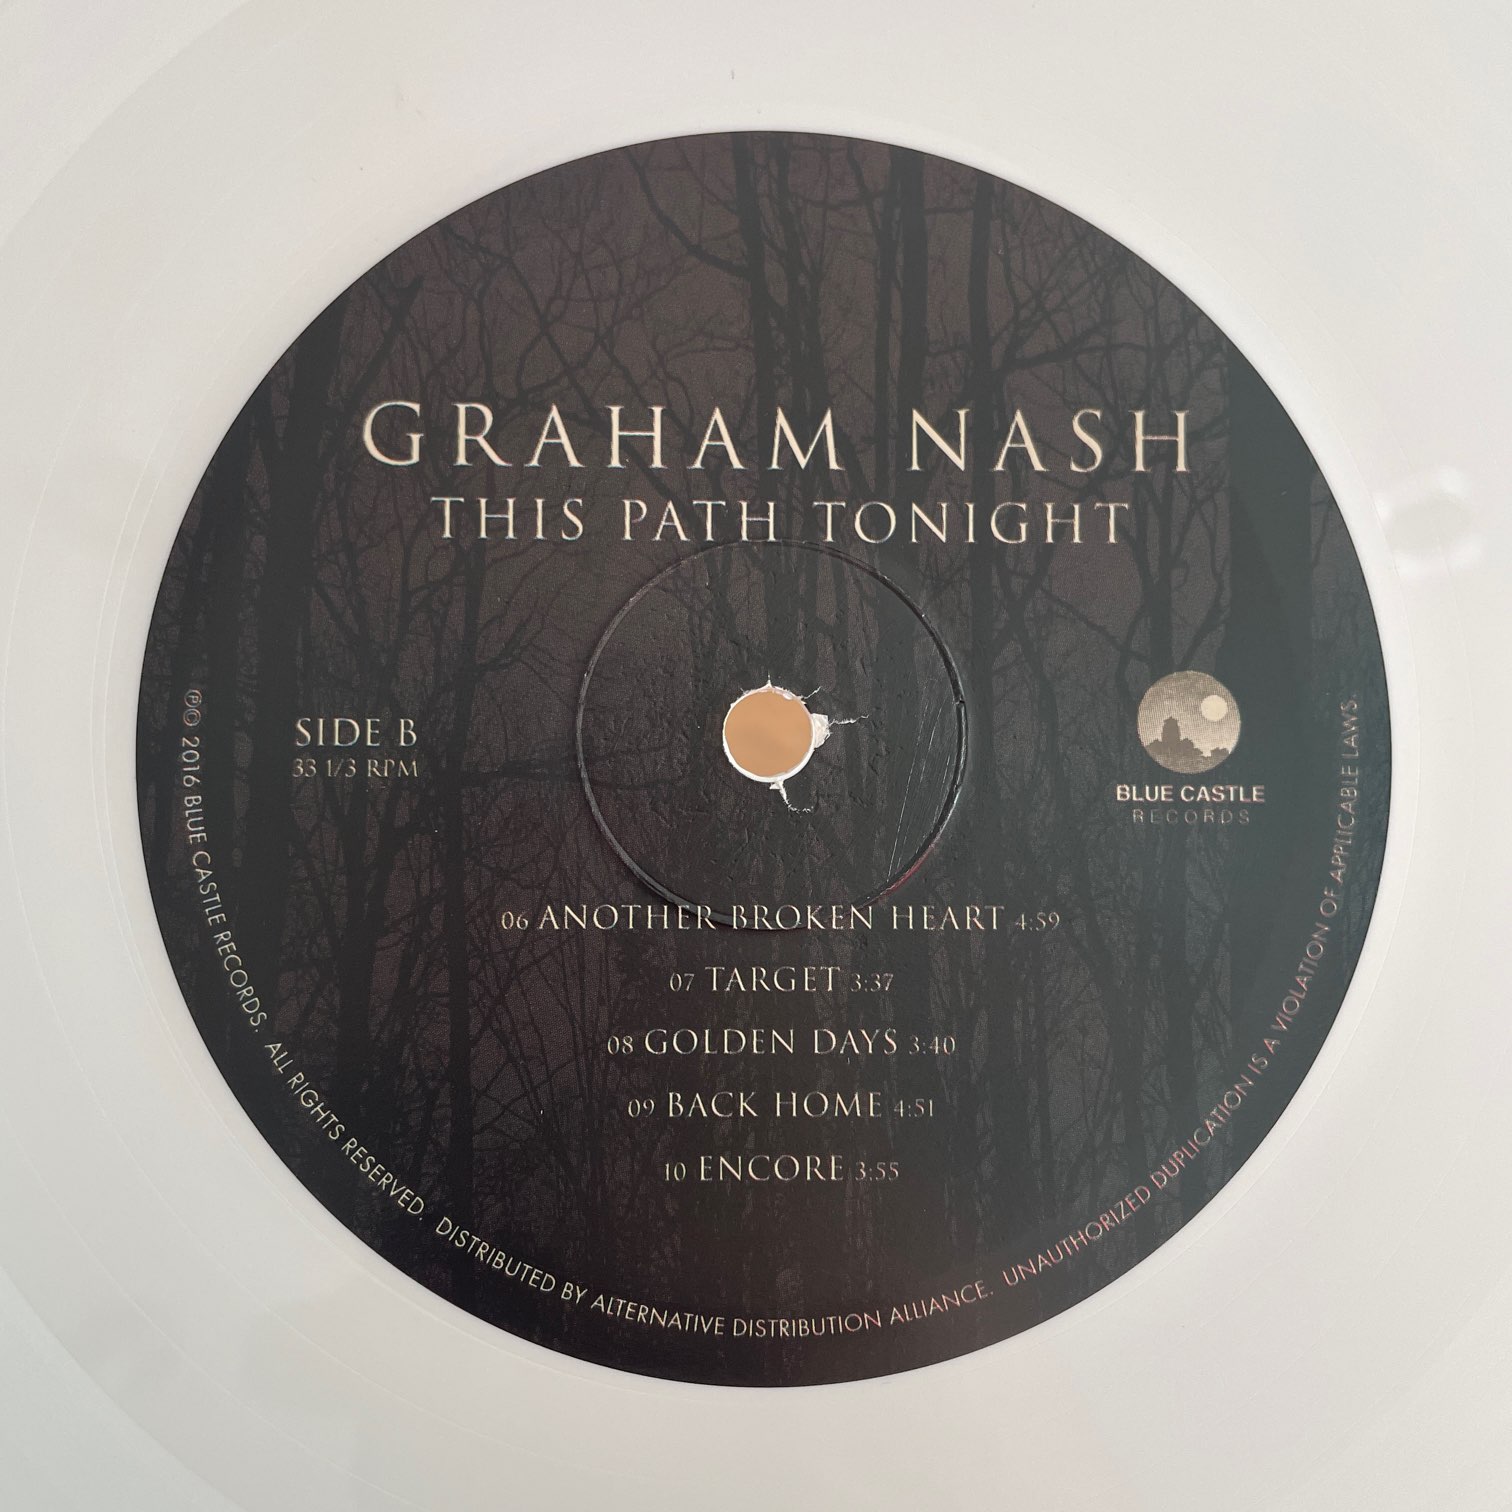 GRAHAM NASH
THIS PATH TONIGHT
SIDE B
33 1/3 RPM
BLUE CASTLE
RECORDS
06 ANOTHER BROKEN HEART 4:59
07 TARGET 3:37
08 GOLDEN DAYS 3:40
09 BACK HOME 4:51
10 ENCORE 3:55
℗© 2016 BLUE CASTLE RECORDS. ALL RIGHTS RESERVED. DISTRIBUTED BY ALTERNATIVE DISTRIBUTION ALLIANCE. UNAUTHORIZED DUPLICATION IS A VIOLATION OF APPLICABLE LAWS.